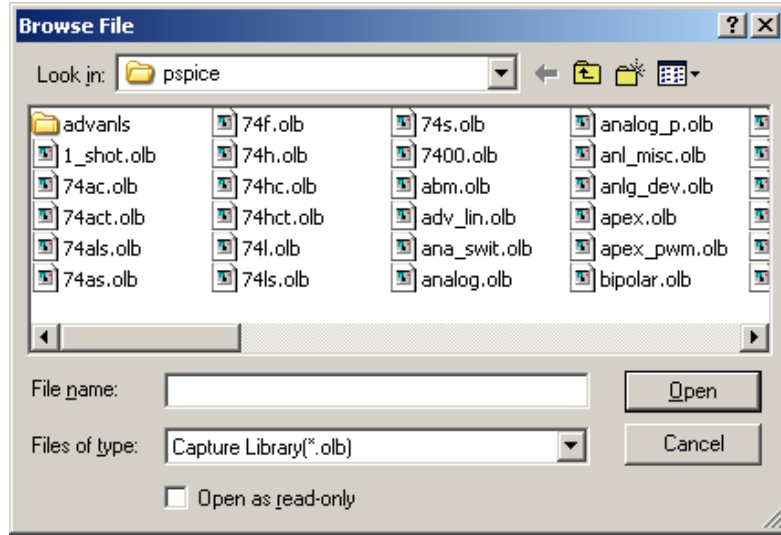 Browse File
Look in: pspice
advanls 74f.olb 74s.olb analog_p.olb
1_shot.olb 74h.olb 7400.olb anl_misc.olb
74ac.olb 74hc.olb abm.olb anlg_dev.olb
74act.olb 74hct.olb adv_lin.olb apex.olb
74als.olb 74l.olb ana_swit.olb apex_pwm.olb
74as.olb 74ls.olb analog.olb bipolar.olb
File name: Open
Files of type: Capture Library(*.olb) Cancel
Open as read-only